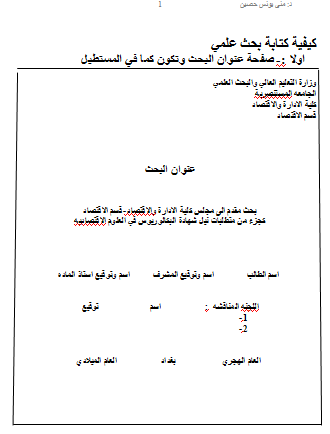 د: منى يونس حسين 1
كيفية كتابة بحث علمي
اولا :- صفحة عنوان البحث وتكون كما في المستطيل
وزارة التعليم العالي والبحث العلمي
الجامعه المستنصرية
كلية الادارة والاقتصاد
قسم الاقتصاد
عنوان البحث
بحث مقدم الى مجلس كلية الادارة والاقتصاد- قسم الاقتصاد
كجزء من متطلبات نيل شهادة البكالوريوس في العلوم الاقتصاديه
اسم الطالب اسم وتوقيع المشرف اسم وتوقيع استاذ الماده
اللجنه المناقشه : اسم توقيع
1-
2-
العام الهجري بغداد العام الميلادي